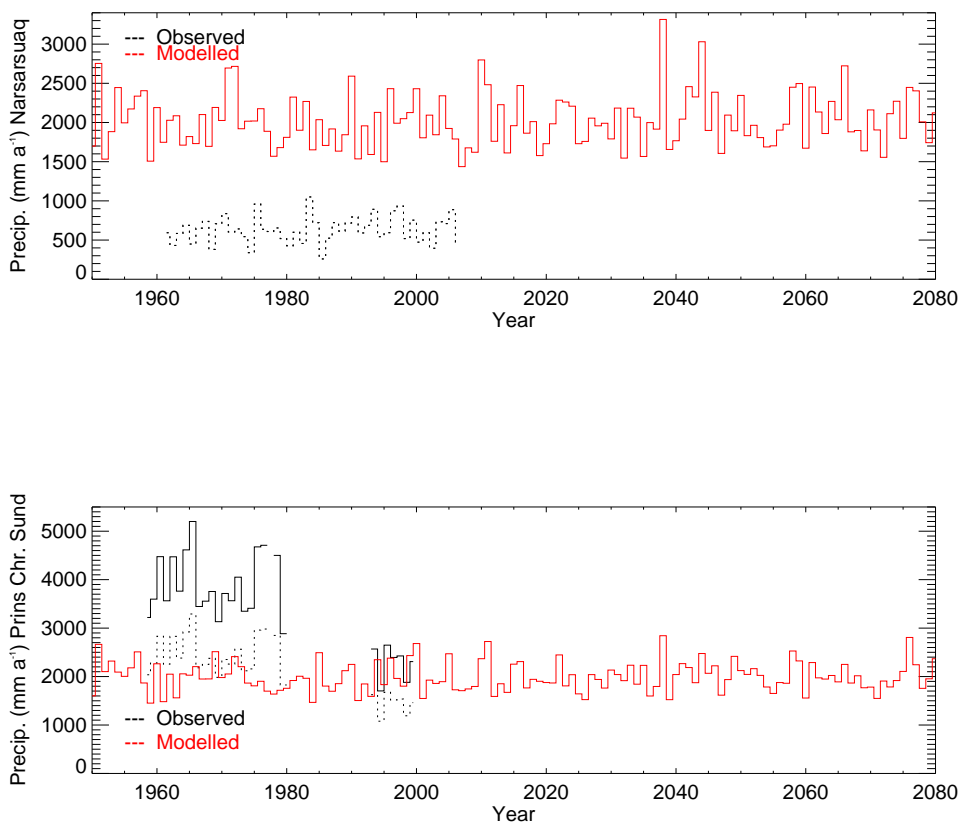 Precip. (mm a⁻¹) Narsarsuaq
3000
2500
2000
1500
1000
500
0
Observed
Modelled
1960 1980 2000 2020 2040 2060 2080
Year
Precip. (mm a⁻¹) Prins Chr. Sund
5000
4000
3000
2000
1000
0
Observed
Modelled
1960 1980 2000 2020 2040 2060 2080
Year